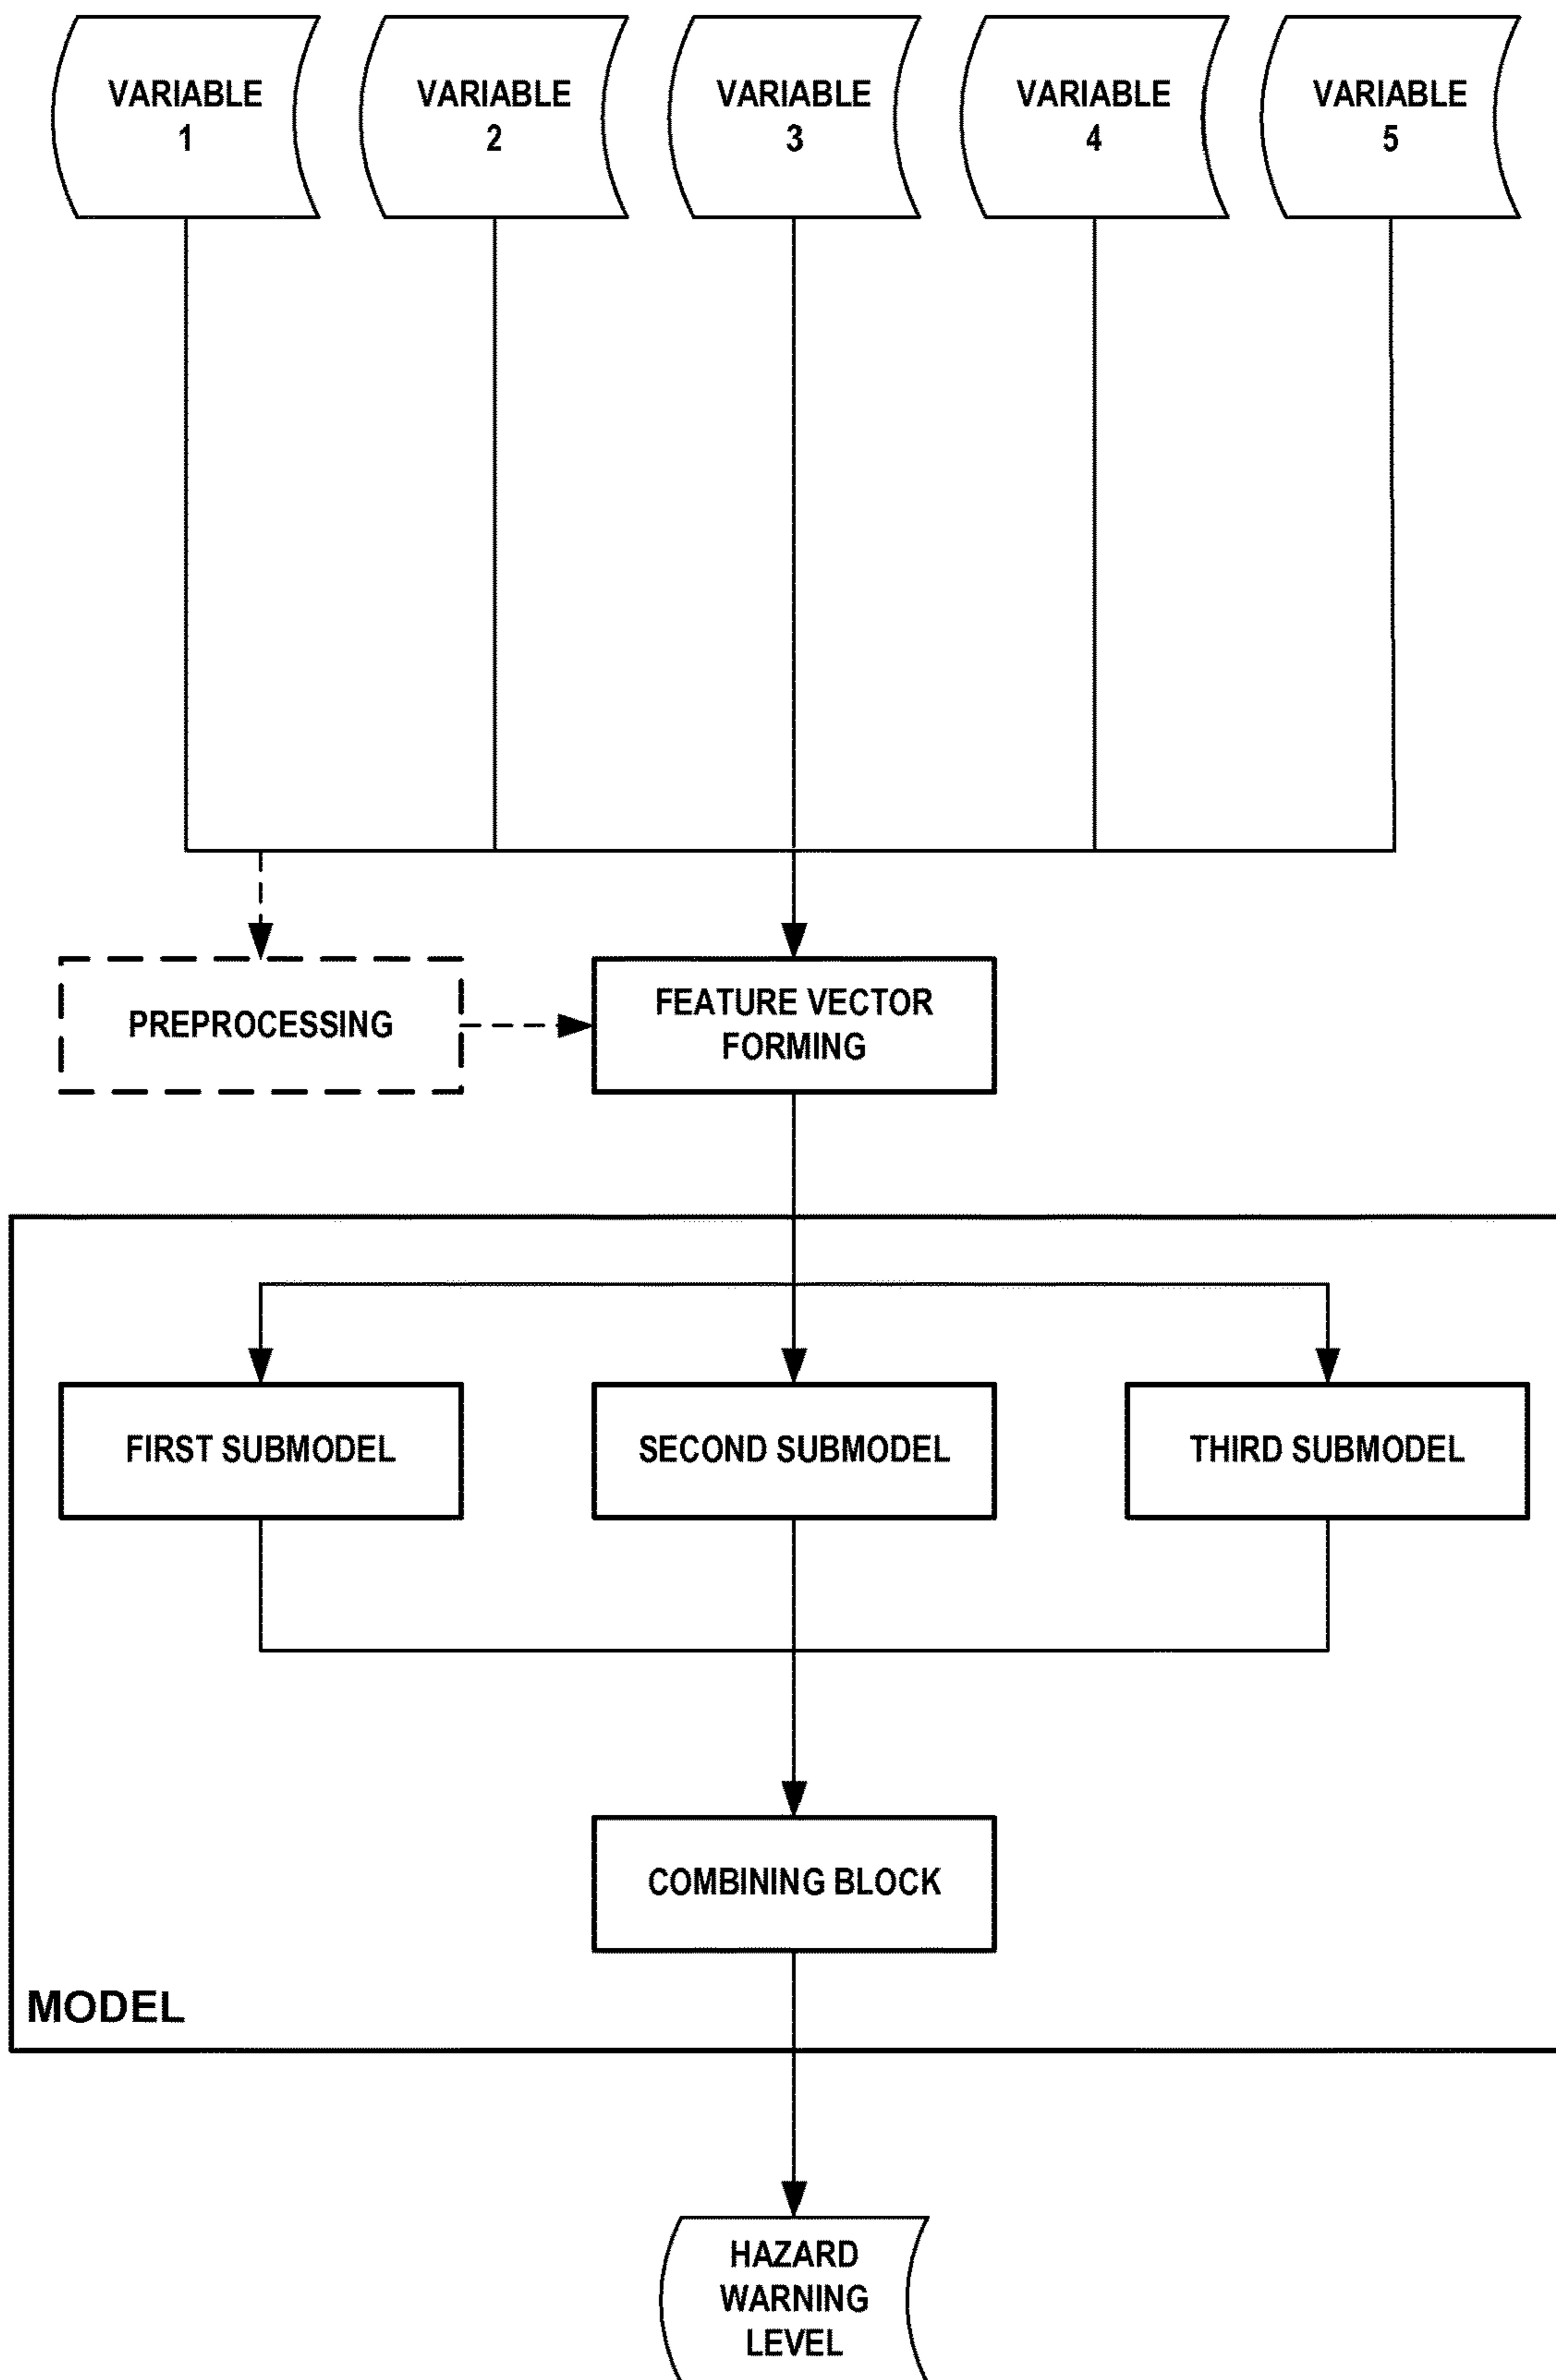 VARIABLE
1
VARIABLE
2
VARIABLE
3
VARIABLE
4
VARIABLE
5
PREPROCESSING
FEATURE VECTOR
FORMING
FIRST SUBMODEL
SECOND SUBMODEL
THIRD SUBMODEL
COMBINING BLOCK
MODEL
HAZARD
WARNING
LEVEL